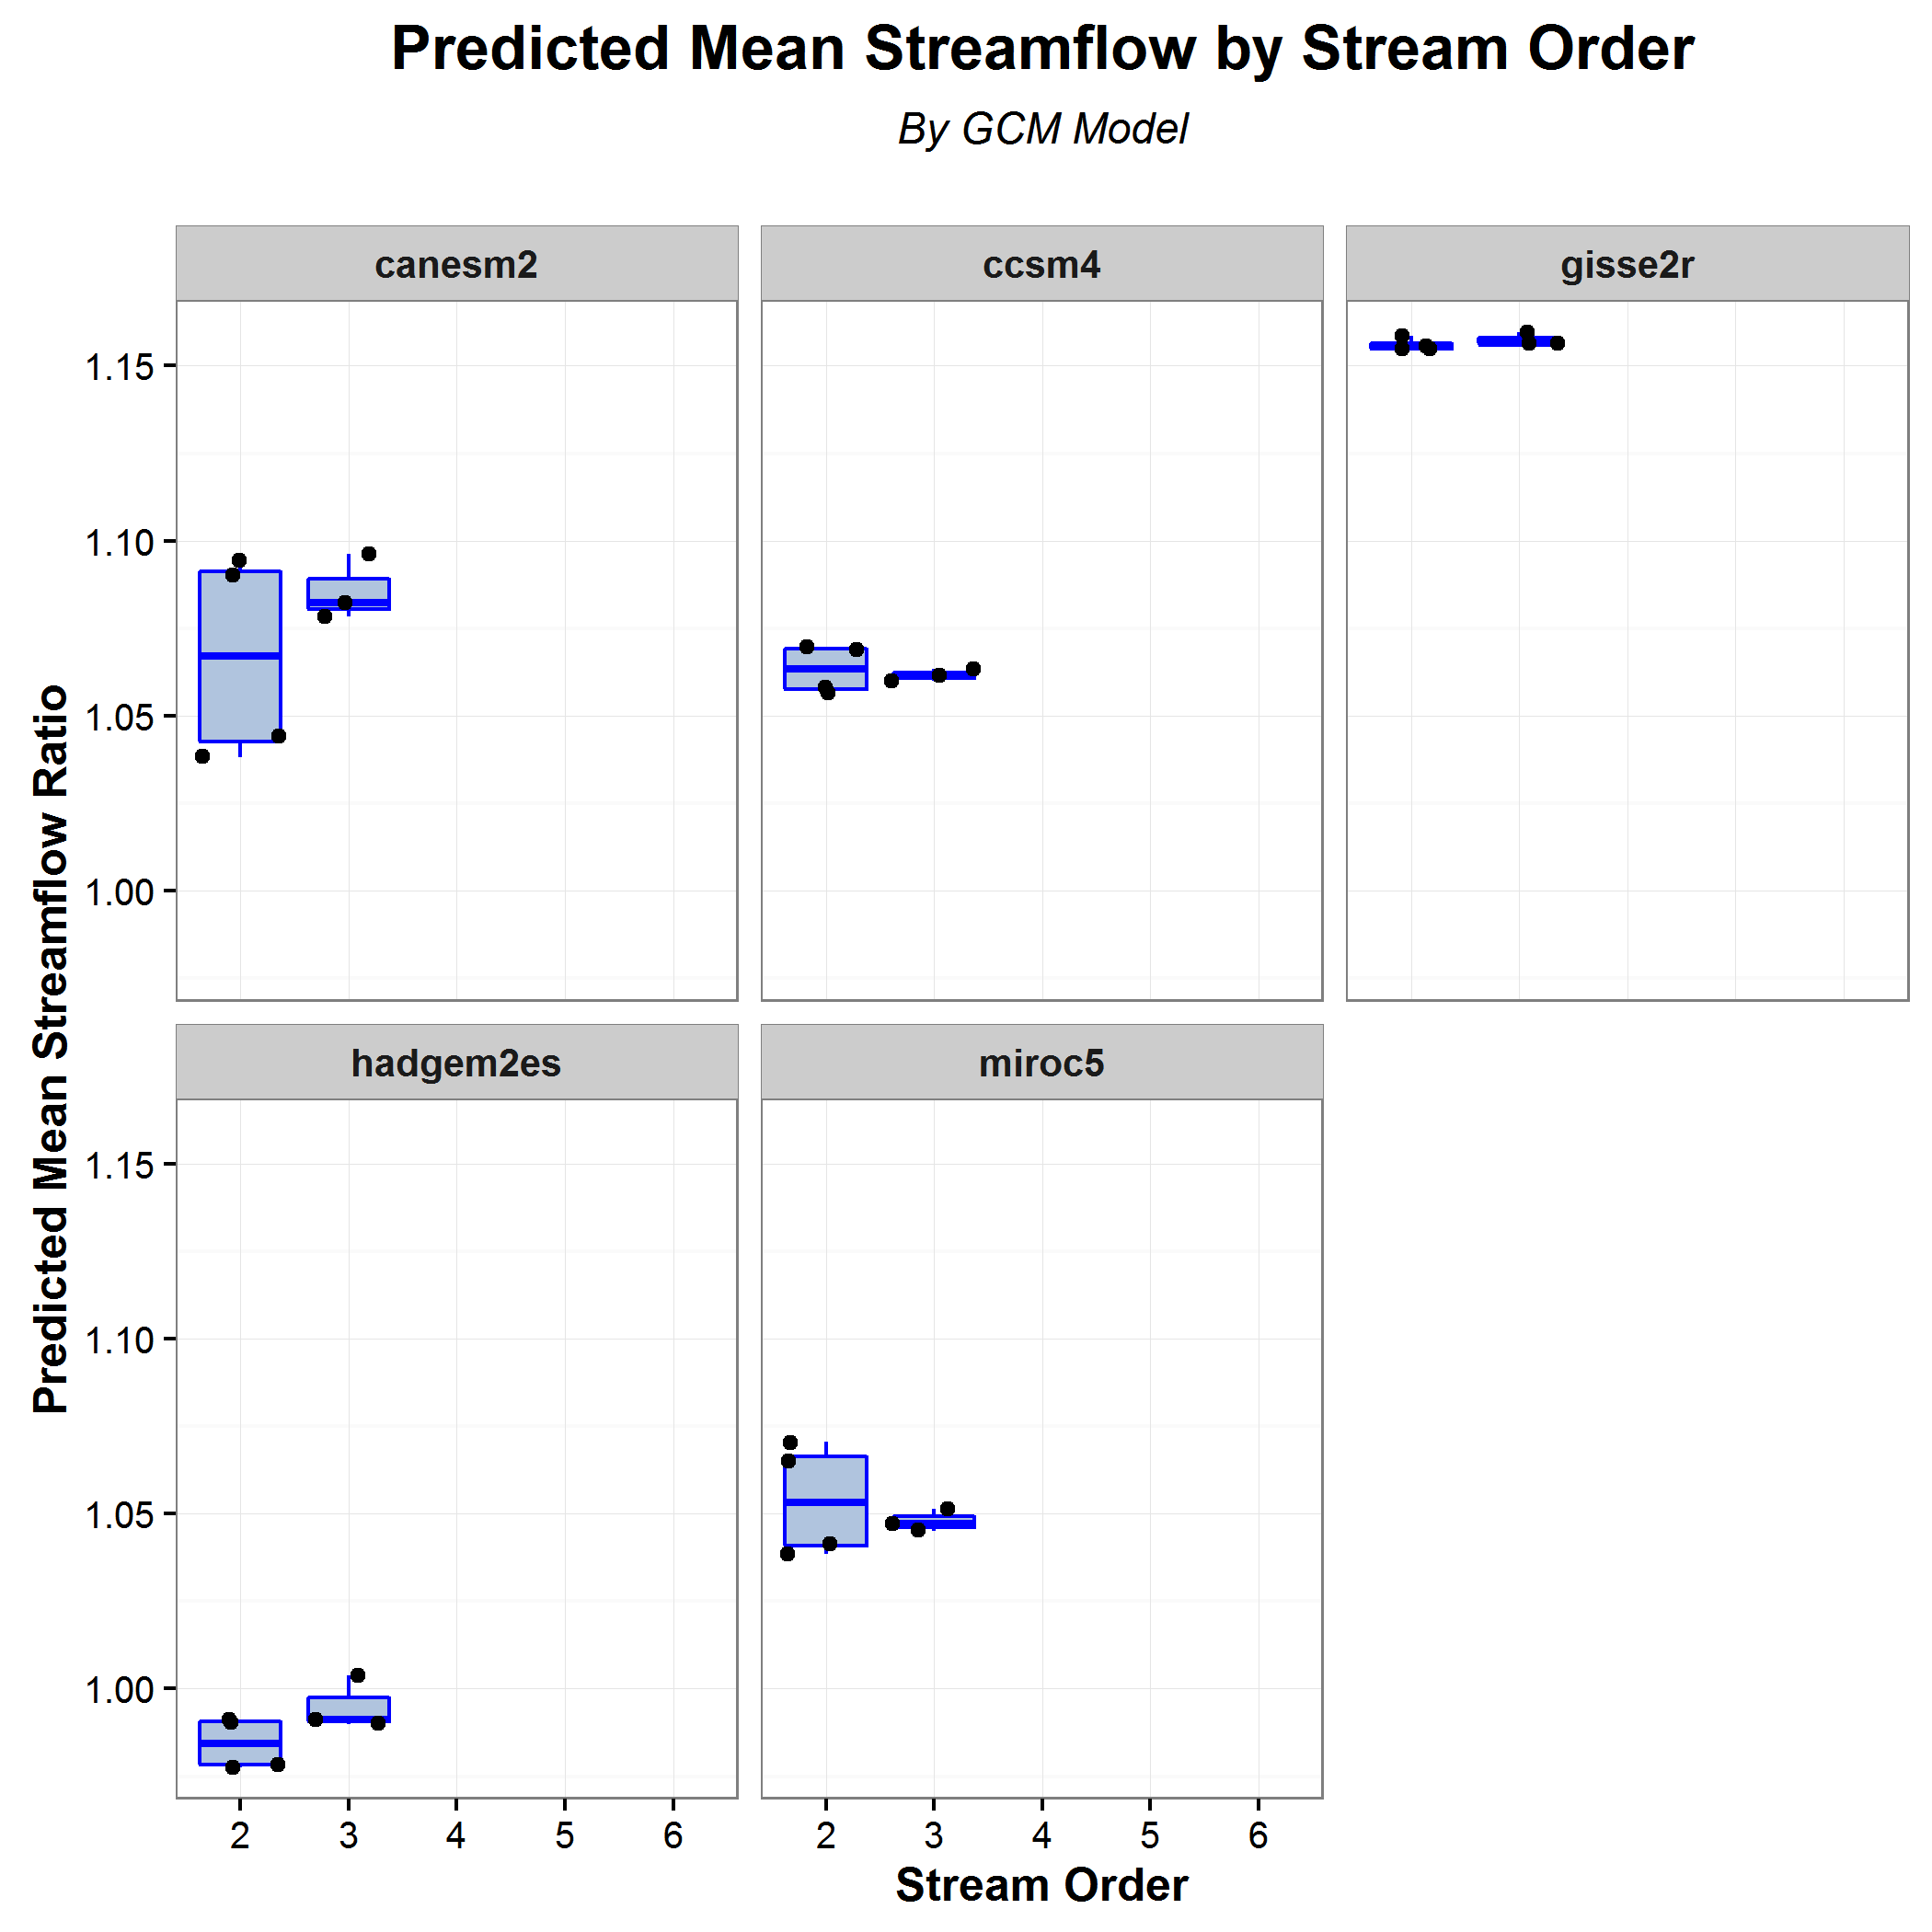 Predicted Mean Streamflow by Stream Order
By GCM Model
canesm2
ccsm4
gisse2r
1.15
1.10
1.05
1.00
hadgem2es
miroc5
1.15
1.10
1.05
1.00
2 3 4 5 6
2 3 4 5 6
Stream Order
Predicted Mean Streamflow Ratio